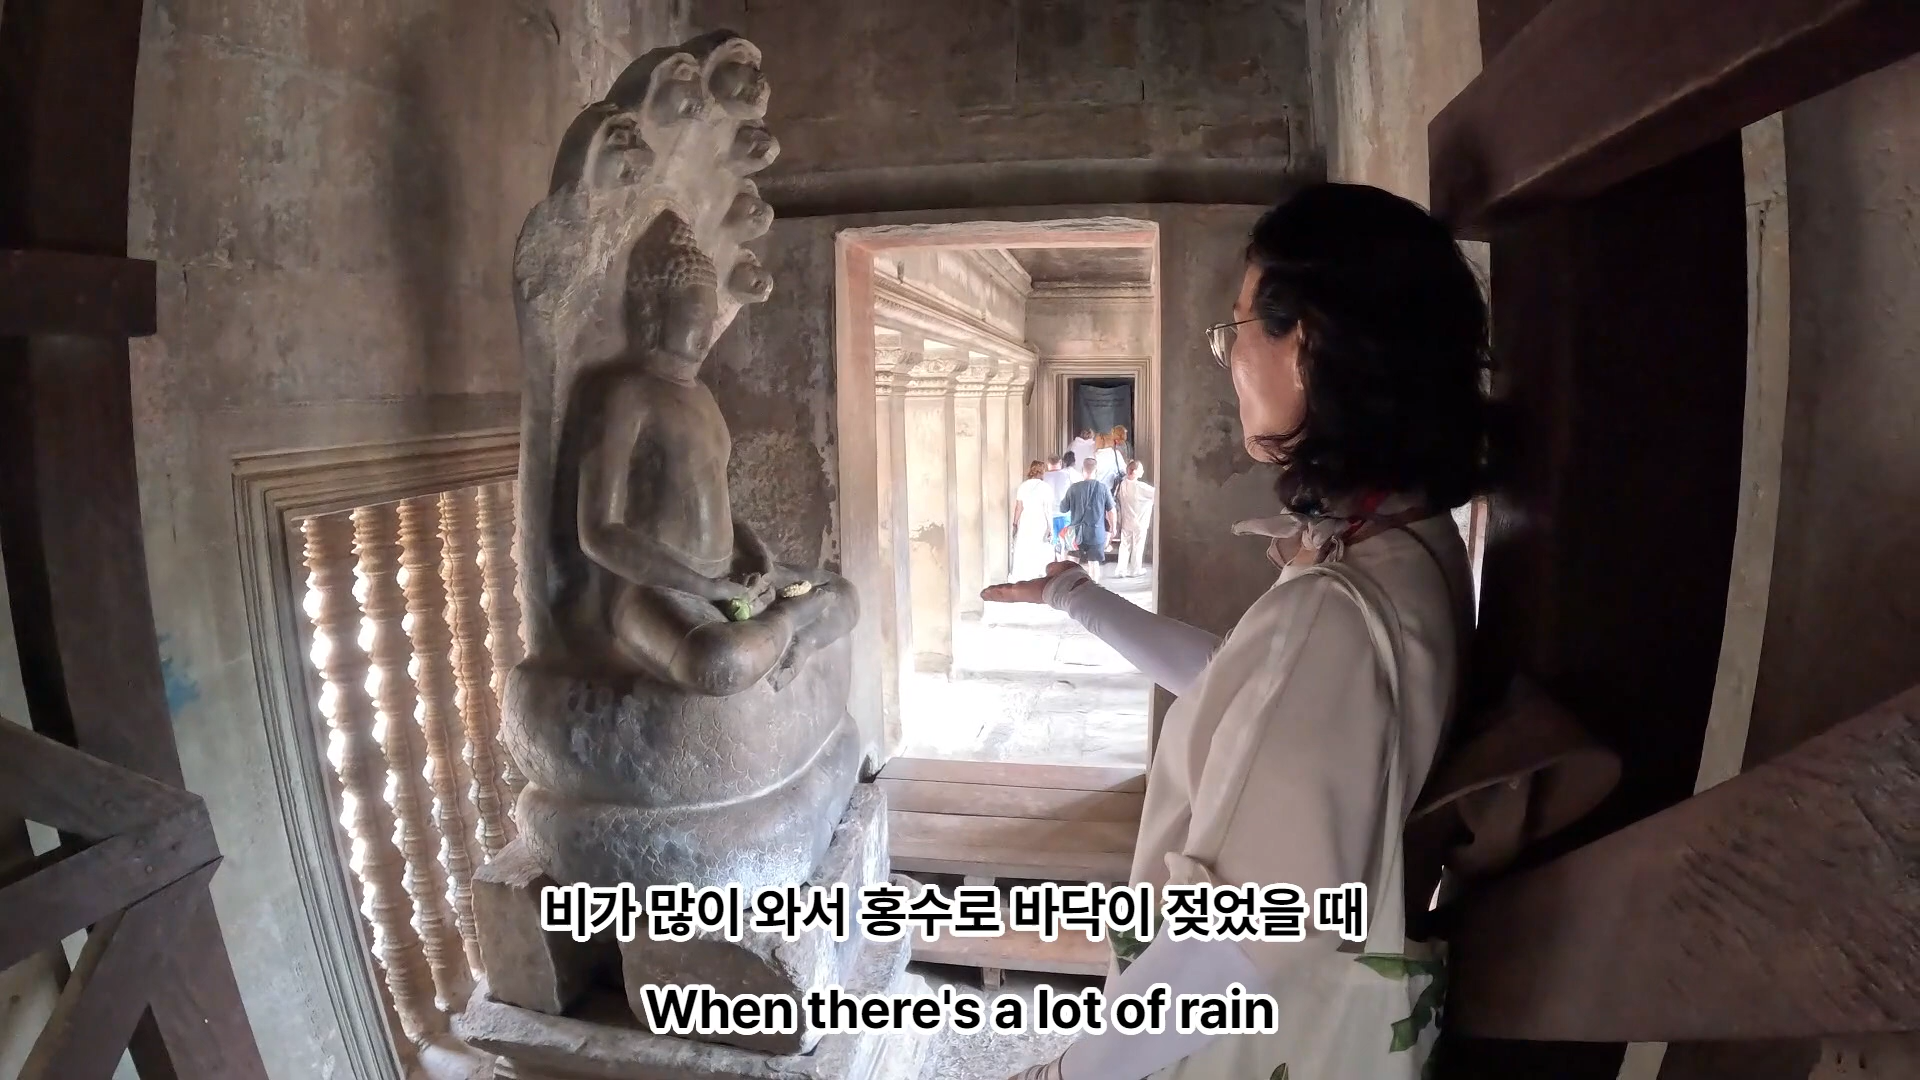 비가 많이 와서 홍수로 바닥이 젖었을 때
When there's a lot of rain